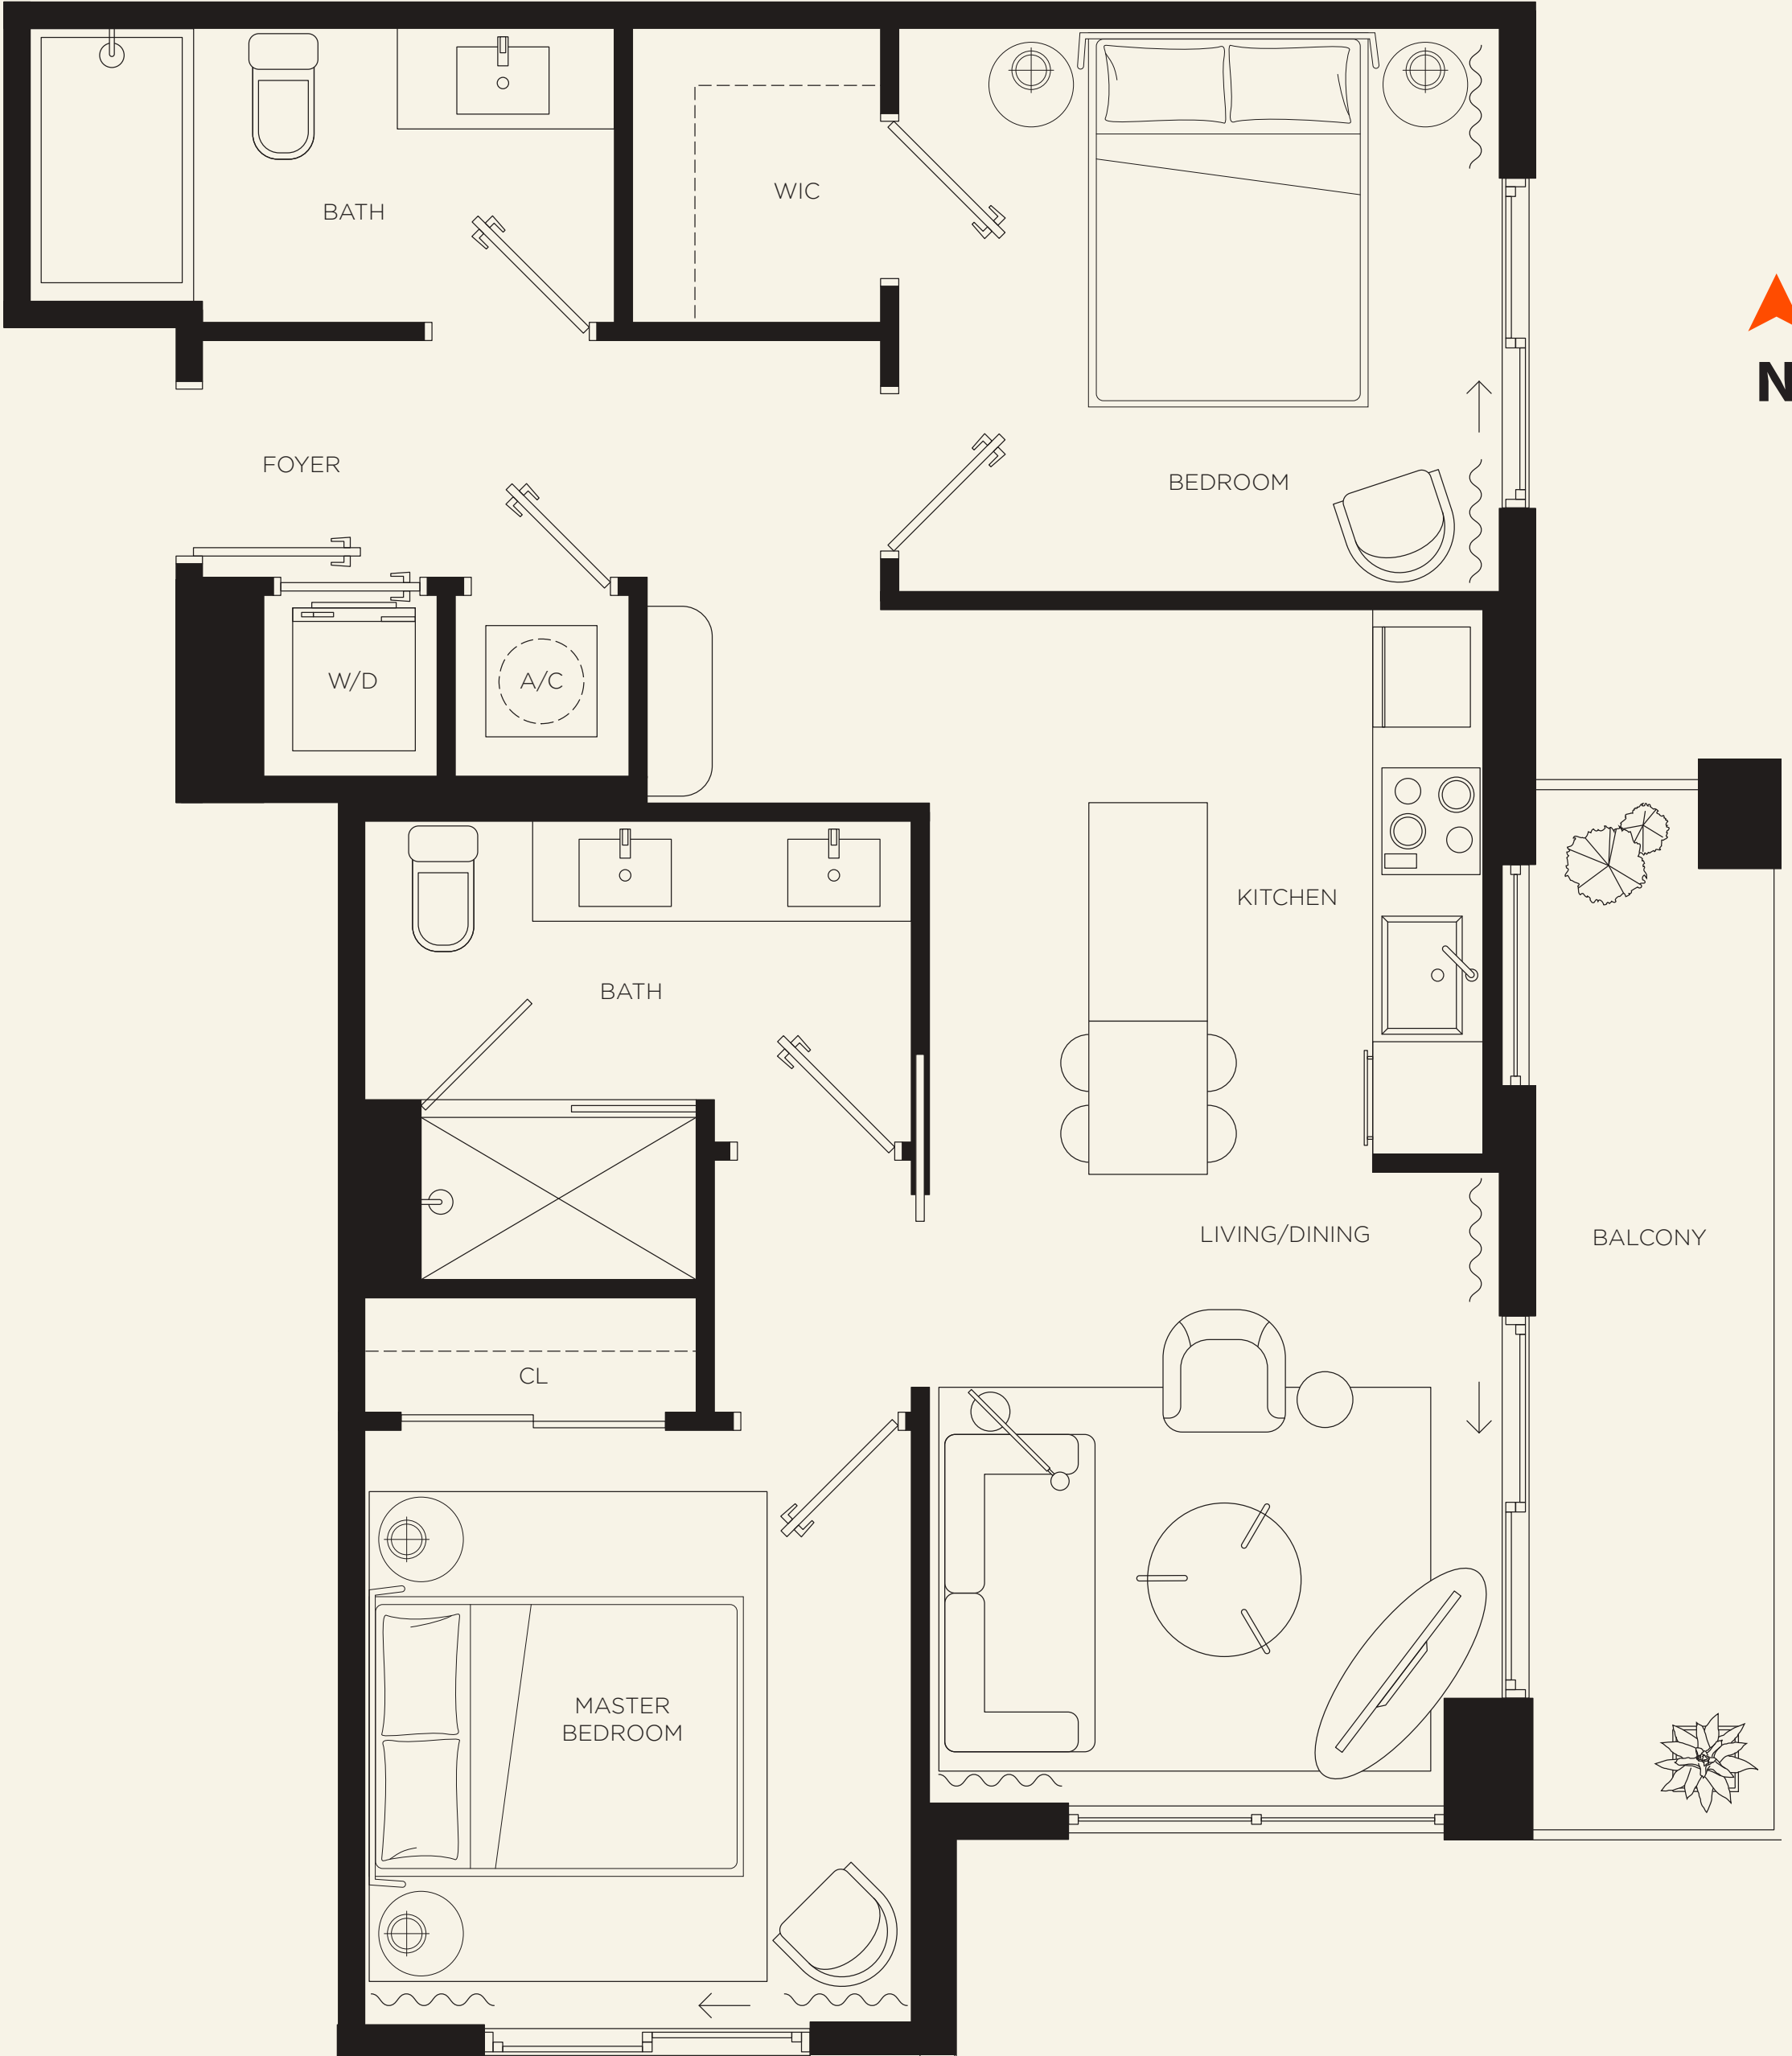 BATH
WIC
N
FOYER
BEDROOM
W/D
A/C
KITCHEN
BATH
LIVING/DINING
BALCONY
CL
MASTER
BEDROOM